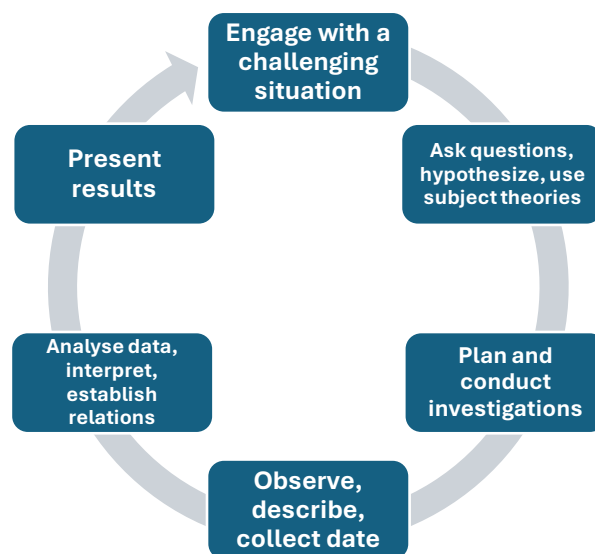 Engage with a
challenging
situation
Ask questions,
hypothesize, use
subject theories
Plan and
conduct
investigations
Observe,
describe,
collect date
Analyse data,
interpret,
establish
relations
Present
results